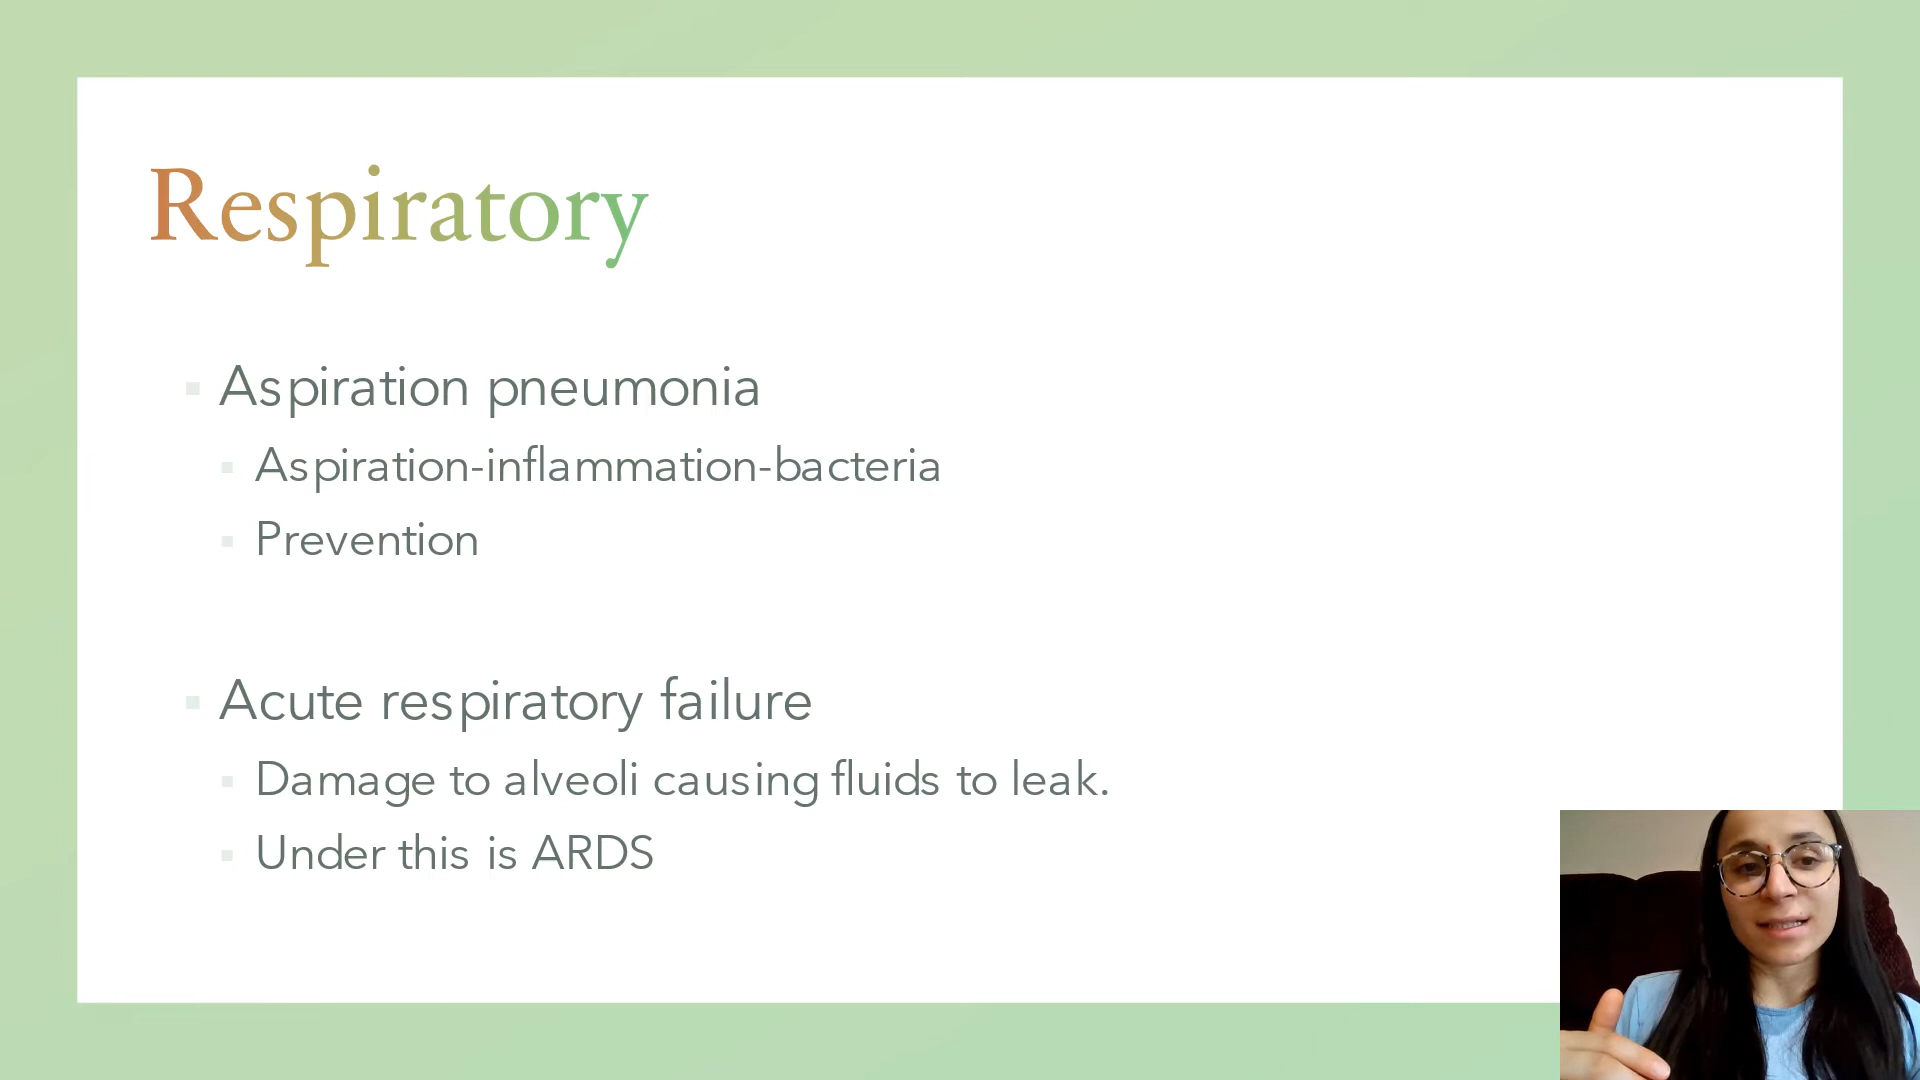 Respiratory
Aspiration pneumonia
Aspiration-inflammation-bacteria
Prevention
Acute respiratory failure
Damage to alveoli causing fluids to leak.
Under this is ARDS